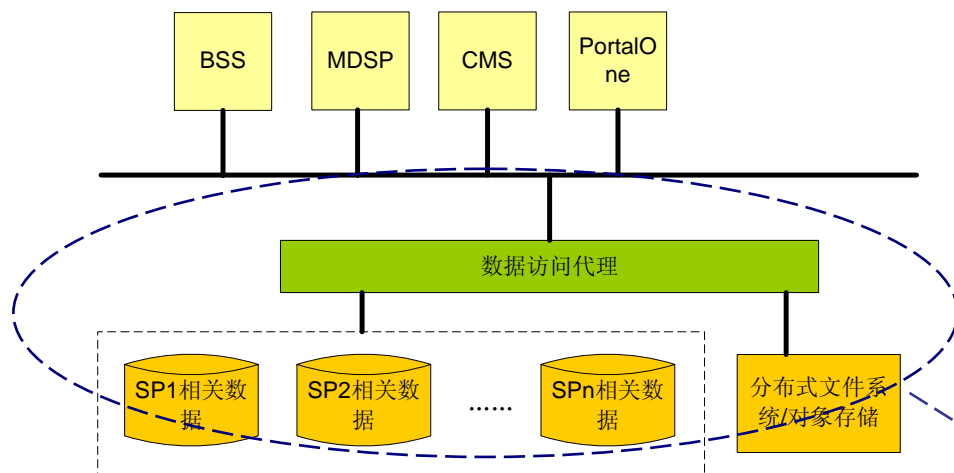 BSS
MDSP
CMS
PortalO
ne
数据访问代理
SP1相关数
据
SP2相关数
据
......
SPn相关数
据
分布式文件系
统/对象存储